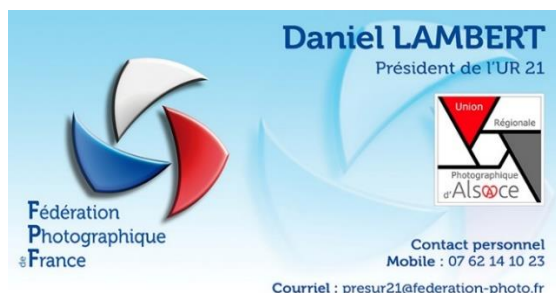 Daniel LAMBERT
Président de l'UR 21
Union
Régionale
Photographique
d'Alsace
Fédération
Photographique
de France
Contact personnel
Mobile : 07 62 14 10 23
Courriel : presur21@federation-photo.fr